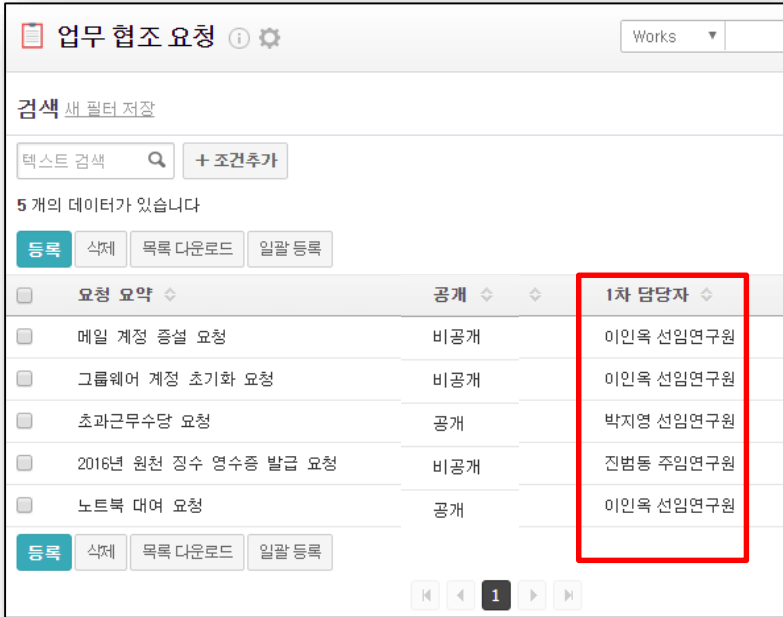 업무 협조 요청
Works
검색 새 필터 저장
텍스트 검색 + 조건추가
5 개의 데이터가 있습니다
등록 삭제 목록 다운로드 일괄 등록
요청 요약 공개 1차 담당자
메일 계정 증설 요청 비공개 이인옥 선임연구원
그룹웨어 계정 초기화 요청 비공개 이인옥 선임연구원
초과근무수당 요청 공개 박지영 선임연구원
2016년 원천 징수 영수증 발급 요청 비공개 진범동 주임연구원
노트북 대여 요청 공개 이인옥 선임연구원
등록 삭제 목록 다운로드 일괄 등록
1